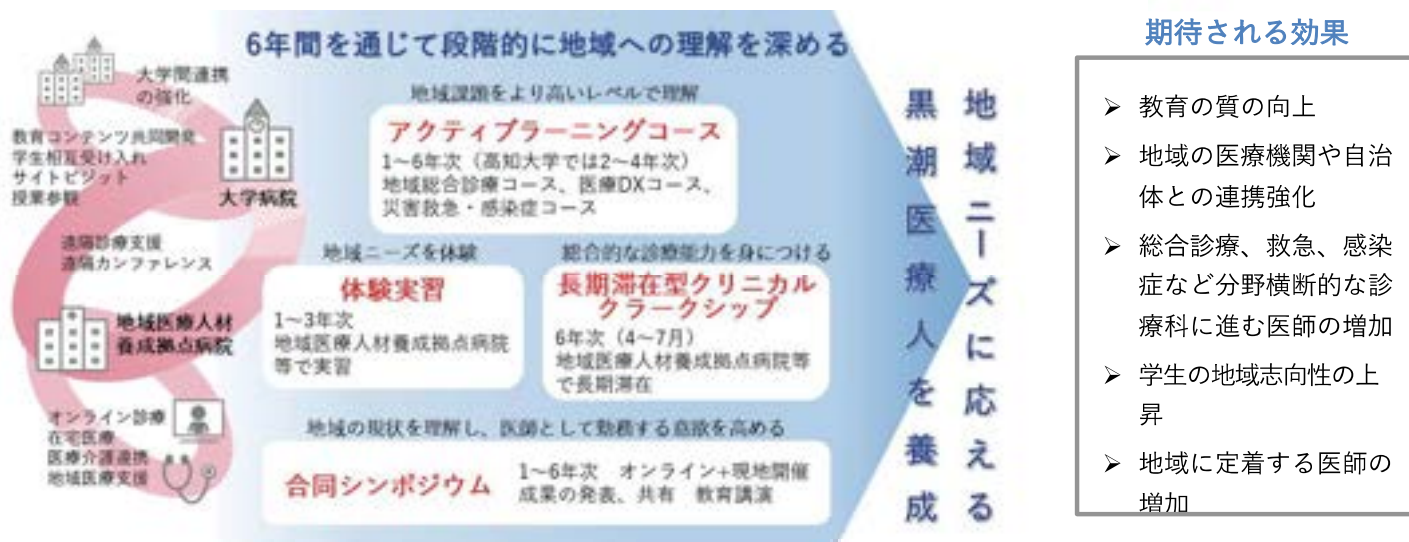 6年間を通じて段階的に地域への理解を深める
大学間連携
の強化
教育コンテンツ共同開発
学生相互受け入れ
サイトビジット
授業参観
大学病院
遠隔診療支援
遠隔カンファレンス
地域医療人材
養成拠点病院
オンライン診療
在宅医療
医療介護連携
地域医療支援
地域課題をより高いレベルで理解
アクティブラーニングコース
1~6年次（高知大学では2~4年次）
地域総合診療コース、医療DXコース、
災害救急・感染症コース
地域ニーズを体験
体験実習
1~3年次
地域医療人材養成拠点病院
等で実習
総合的な診療能力を身につける
長期滞在型クリニカル
クラークシップ
6年次（4~7月）
地域医療人材養成拠点病院等
で長期滞在
地域の現状を理解し、医師として勤務する意欲を高める
合同シンポジウム
1~6年次　オンライン+現地開催
成果の発表、共有　教育講演
地域ニーズに応える
黒潮医療人を養成
期待される効果
➢ 教育の質の向上
➢ 地域の医療機関や自治
体との連携強化
➢ 総合診療、救急、感染
症など分野横断的な診
療科に進む医師の増加
➢ 学生の地域志向性の上
昇
➢ 地域に定着する医師の
増加